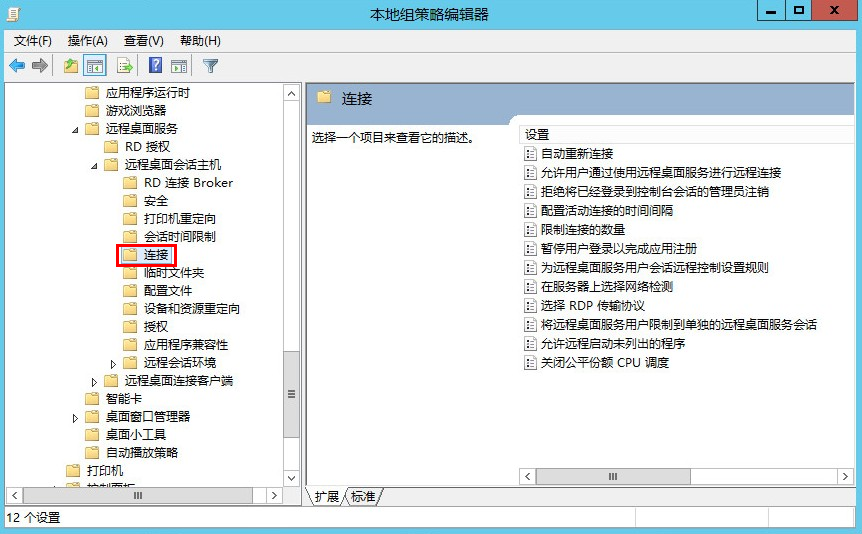 本地组策略编辑器
文件(F) 操作(A) 查看(V) 帮助(H)
应用程序运行时
游戏浏览器
远程桌面服务
RD 授权
远程桌面会话主机
RD 连接 Broker
安全
打印机重定向
会话时间限制
连接
临时文件夹
配置文件
设备和资源重定向
授权
应用程序兼容性
远程会话环境
远程桌面连接客户端
智能卡
桌面窗口管理器
桌面小工具
自动播放策略
打印机
控制面板
连接
选择一个项目来查看它的描述。
设置
自动重新连接
允许用户通过使用远程桌面服务进行远程连接
拒绝将已经登录到控制台会话的管理员注销
配置活动连接的时间间隔
限制连接的数量
暂停用户登录以完成应用注册
为远程桌面服务用户会话远程控制设置规则
在服务器上选择网络检测
选择 RDP 传输协议
将远程桌面服务用户限制到单独的远程桌面服务会话
允许远程启动未列出的程序
关闭公平份额 CPU 调度
扩展 标准
12 个设置